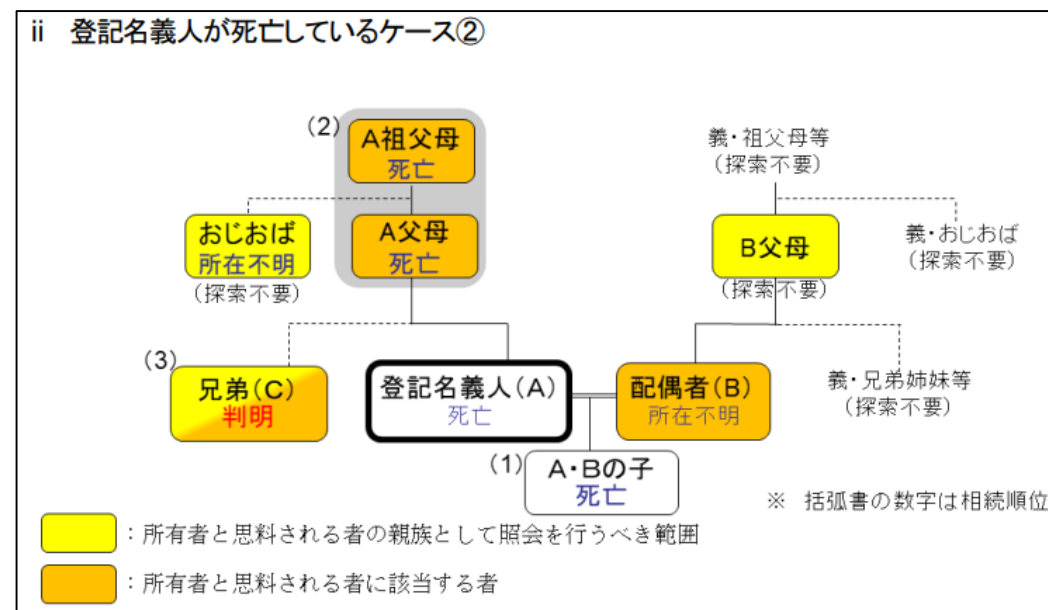 ii 登記名義人が死亡しているケース②
(2)
A祖父母
死亡
義・祖父母等
(探索不要)
おじおば
所在不明
(探索不要)
A父母
死亡
B父母
(探索不要)
義・おじおば
(探索不要)
(3)
兄弟(C)
判明
登記名義人(A)
死亡
配偶者(B)
所在不明
義・兄弟姉妹等
(探索不要)
(1)
A・Bの子
死亡
※ 括弧書の数字は相続順位
:所有者と思料される者の親族として照会を行うべき範囲
:所有者と思料される者に該当する者